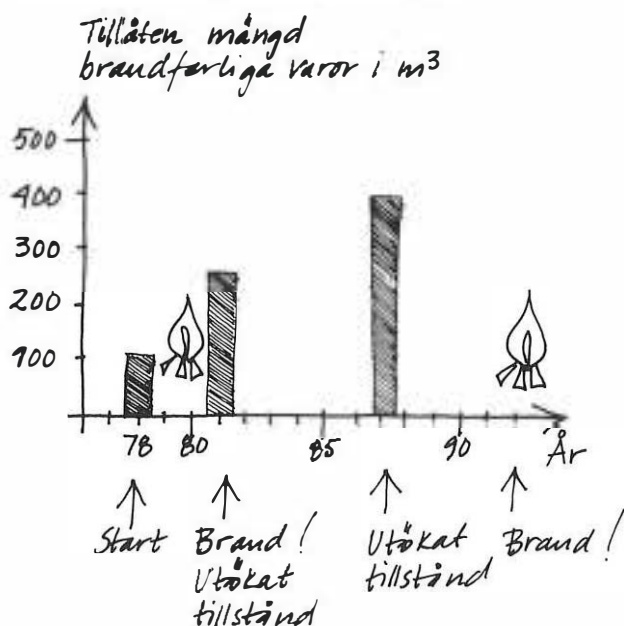 Tillåten mängd
brandfarliga varor i m³
500
400
300
200
100
78 80 85 90 År
Start Brand! Utökat Brand!
Utökat tillstånd
tillstånd